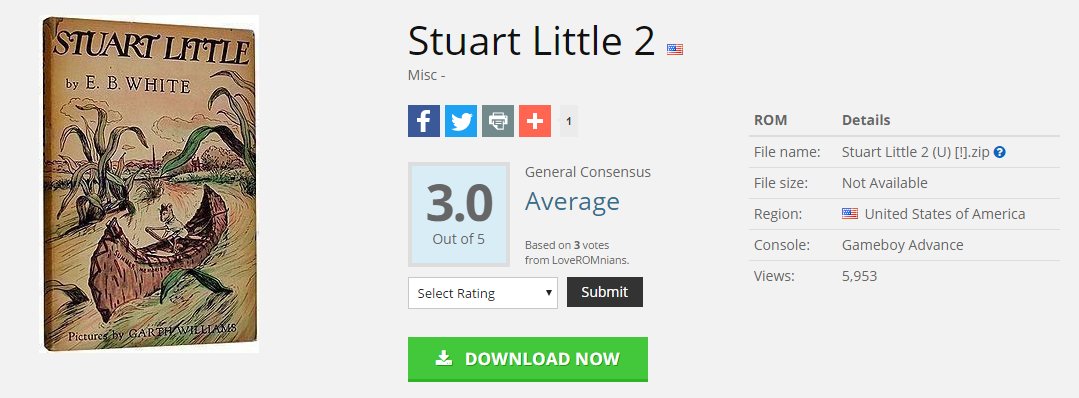 STUART LITTLE
by E. B. WHITE
Pictures by GARTH WILLIAMS
Stuart Little 2
Misc -
1
3.0
Out of 5
General Consensus
Average
Based on 3 votes
from LoveROMnians.
Select Rating
Submit
DOWNLOAD NOW
ROM Details
File name: Stuart Little 2 (U) [!].zip
File size: Not Available
Region: United States of America
Console: Gameboy Advance
Views: 5,953